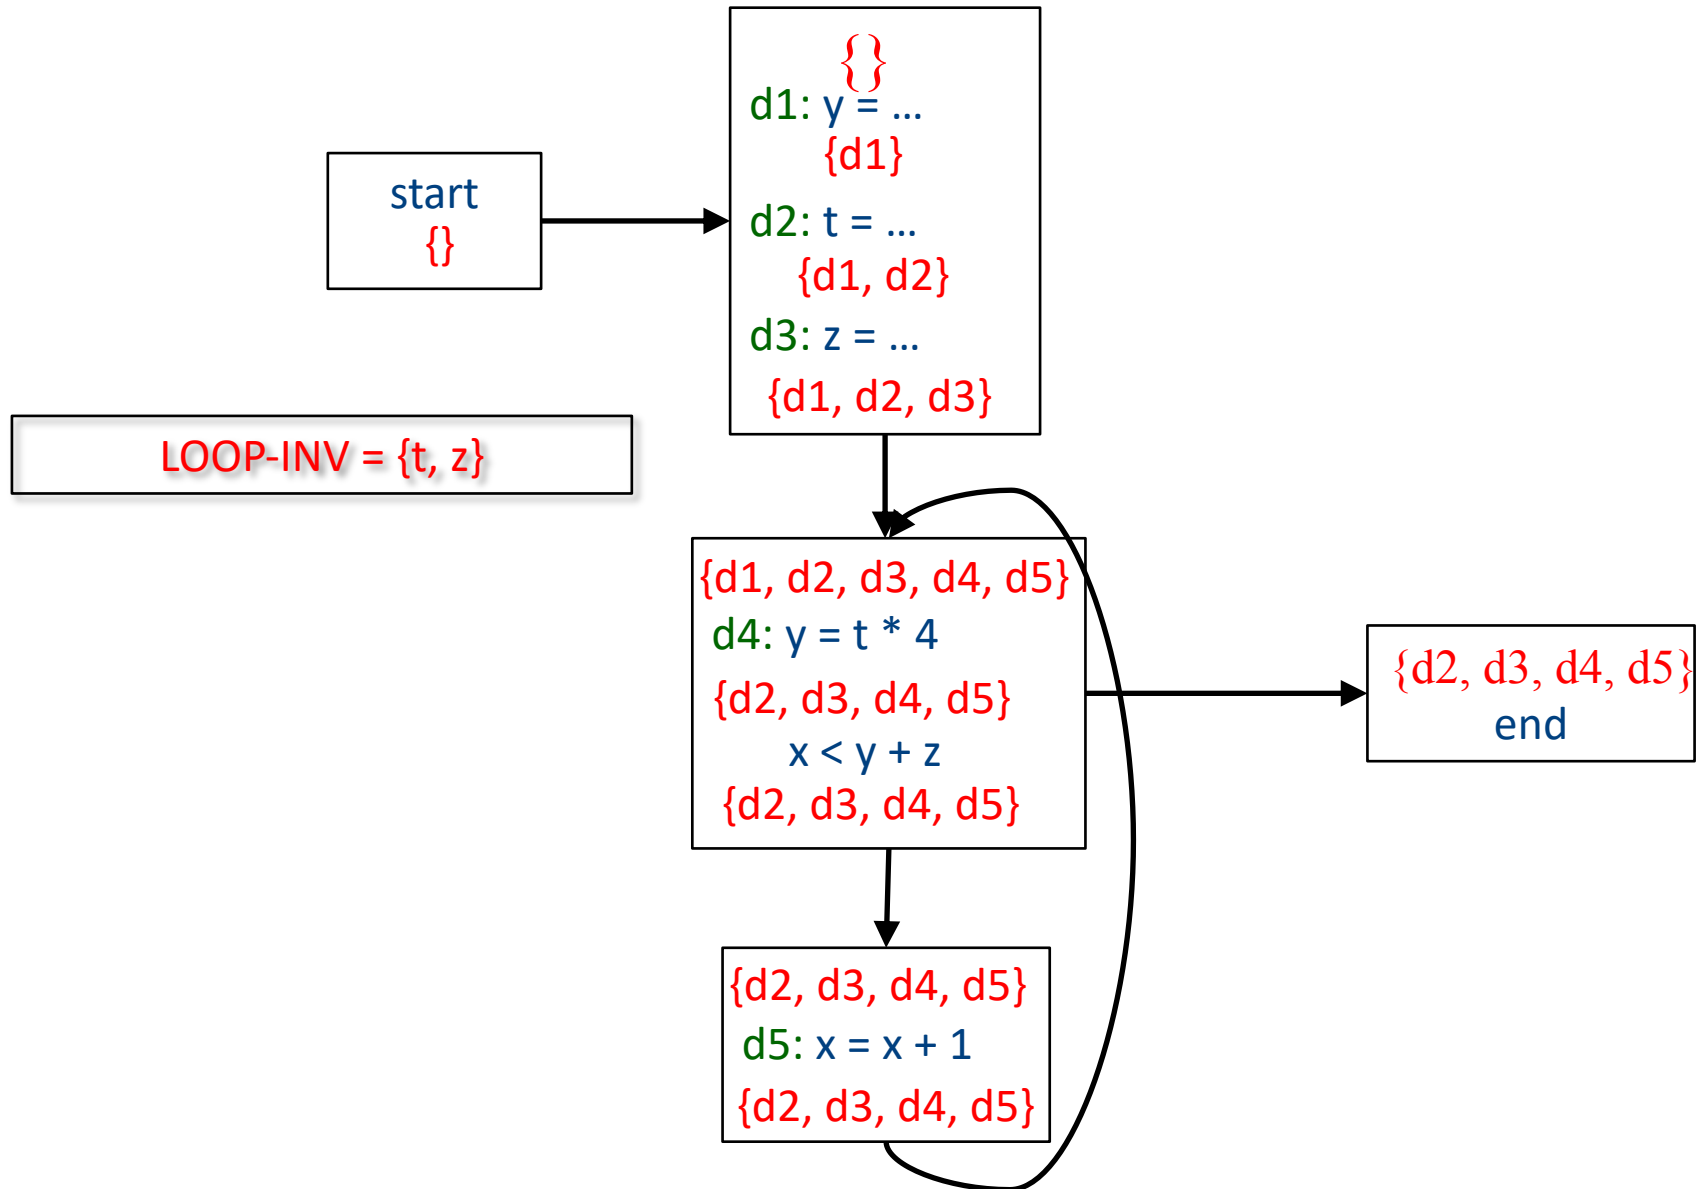 start
{}
{}
d1: y = ...
{d1}
d2: t = ...
{d1, d2}
d3: z = ...
{d1, d2, d3}
LOOP-INV = {t, z}
{d1, d2, d3, d4, d5}
d4: y = t * 4
{d2, d3, d4, d5}
x < y + z
{d2, d3, d4, d5}
{d2, d3, d4, d5}
end
{d2, d3, d4, d5}
d5: x = x + 1
{d2, d3, d4, d5}